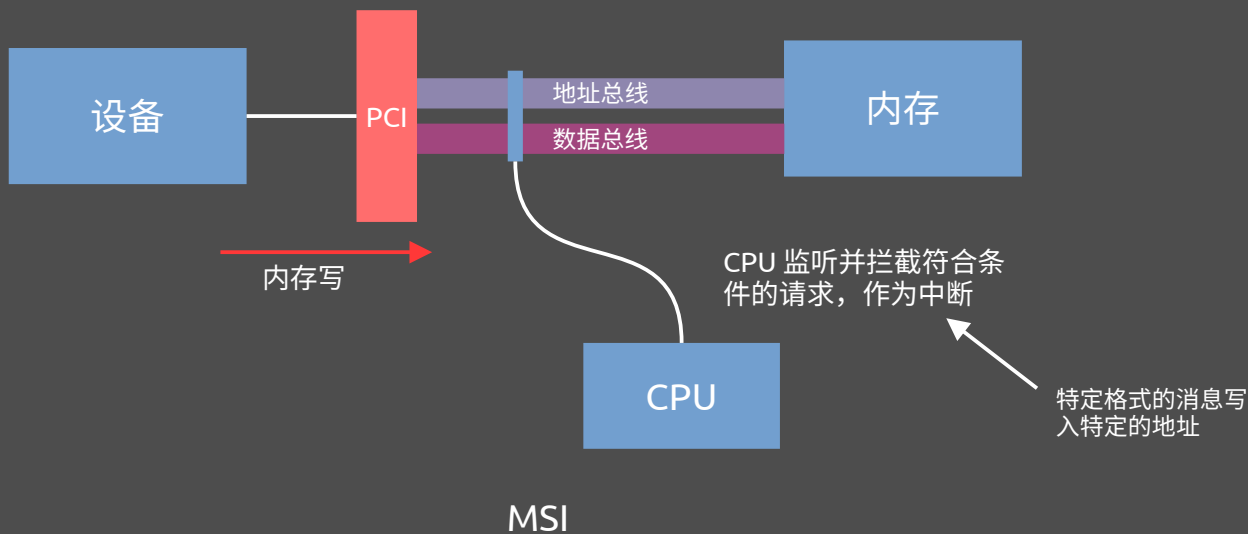 设备
PCI
地址总线
数据总线
内存
内存写
CPU 监听并拦截符合条
件的请求，作为中断
CPU
特定格式的消息写
入特定的地址
MSI